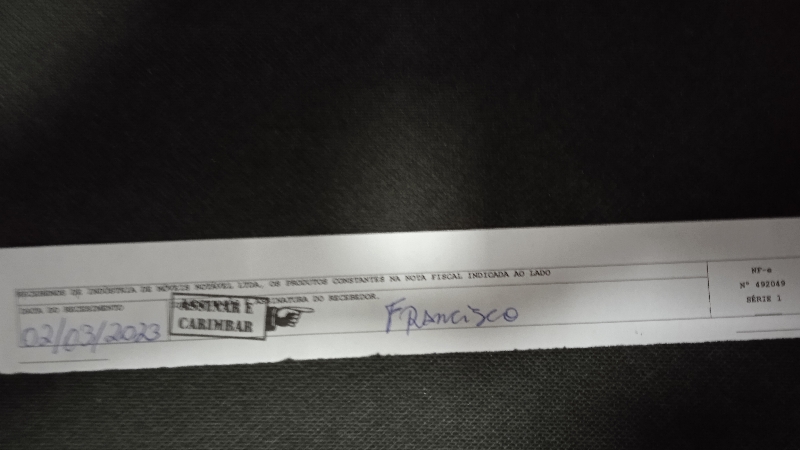 RECEBEMOS DE INDÚSTRIA DE MÓVEIS NOTÁVEL LTDA, OS PRODUTOS CONSTANTES NA NOTA FISCAL INDICADA AO LADO
DATA DO RECEBIMENTO
ASSINATURA DO RECEBEDOR.
ASSINAR E
CARIMBAR
02/03/2023
FRANCISCO
NF-e
N° 492049
SÉRIE 1